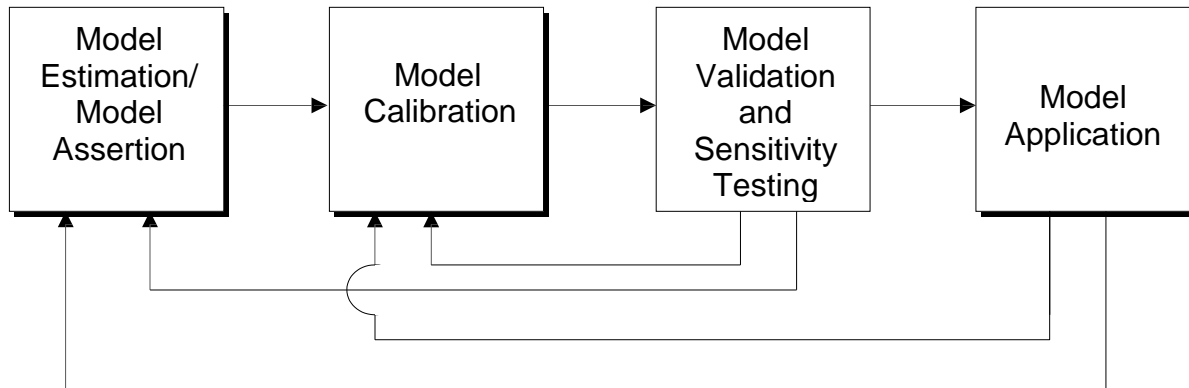 Model
Estimation/
Model
Assertion
Model
Calibration
Model
Validation
and
Sensitivity
Testing
Model
Application